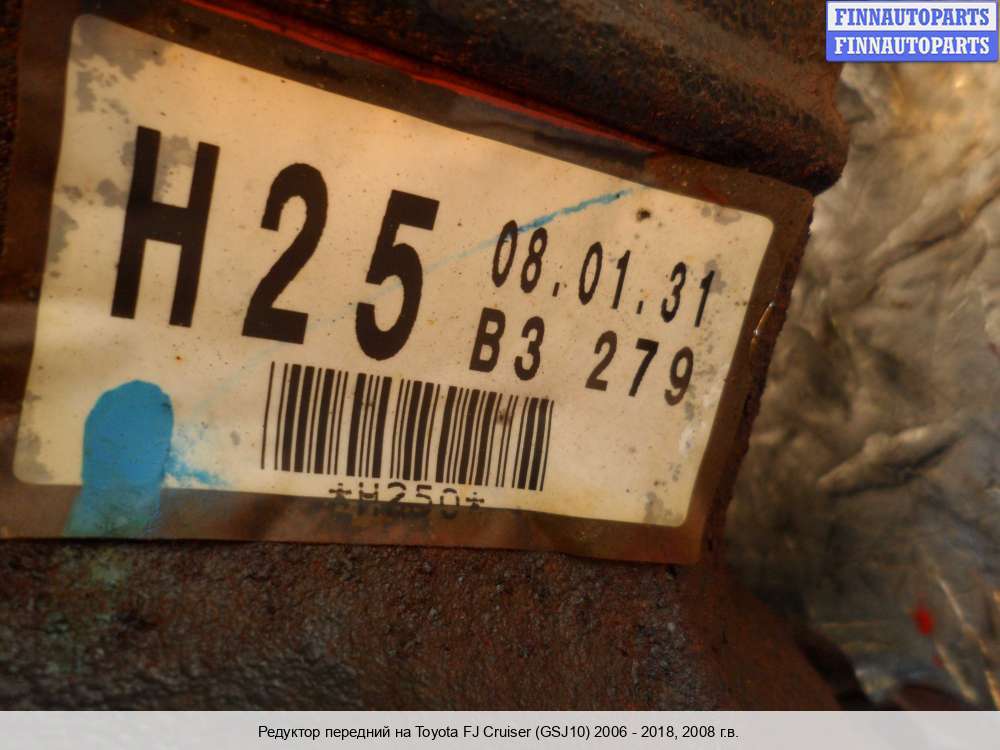 FINNAUTOPARTS
FINNAUTOPARTS
H25
08.01.31
B3 279
*H250*
Редуктор передний на Toyota FJ Cruiser (GSJ10) 2006 - 2018, 2008 г.в.